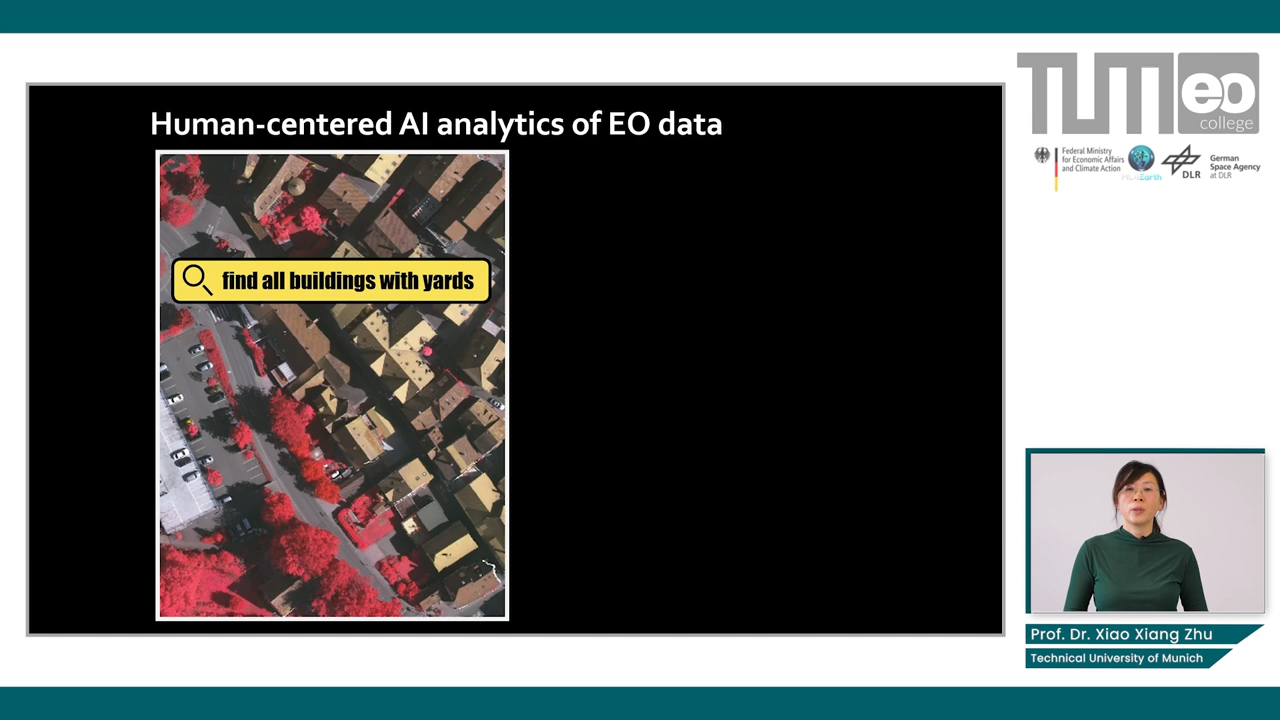 Human-centered AI analytics of EO data
find all buildings with yards
TUM eo
college
Federal Ministry
for Economic Affairs
and Climate Action
ML4Earth
DLR
German
Space Agency
at DLR
Prof. Dr. Xiao Xiang Zhu
Technical University of Munich